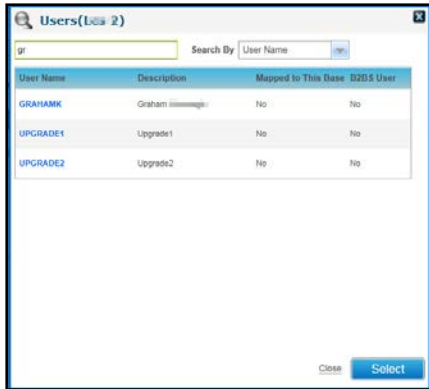 Users( 2)
gr Search By User Name
User Name Description Mapped to This Base B2BS User
GRAHAMK Graham No No
UPGRADE1 Upgrade1 No No
UPGRADE2 Upgrade2 No No
Close Select